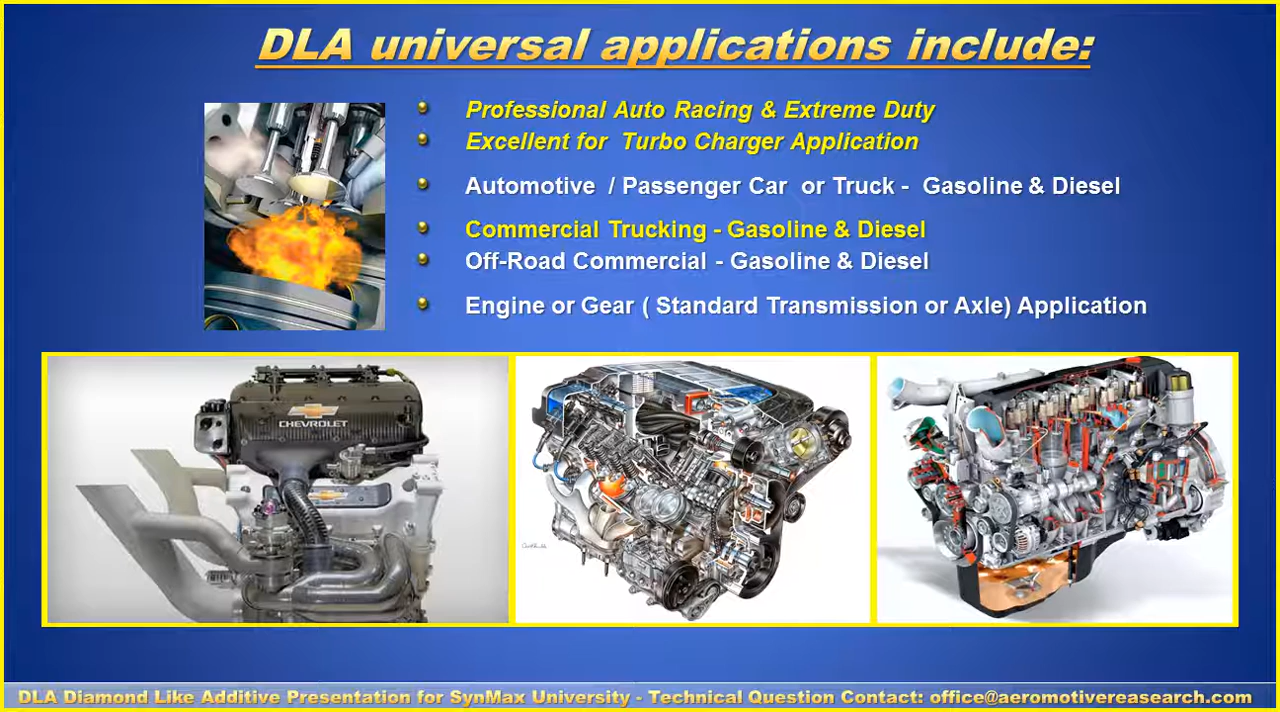 DLA universal applications include:
Professional Auto Racing & Extreme Duty
Excellent for Turbo Charger Application
Automotive / Passenger Car or Truck - Gasoline & Diesel
Commercial Trucking - Gasoline & Diesel
Off-Road Commercial - Gasoline & Diesel
Engine or Gear ( Standard Transmission or Axle) Application
CHEVROLET
DLA Diamond Like Additive Presentation for SynMax University - Technical Question Contact: office@aeromotivereasearch.com